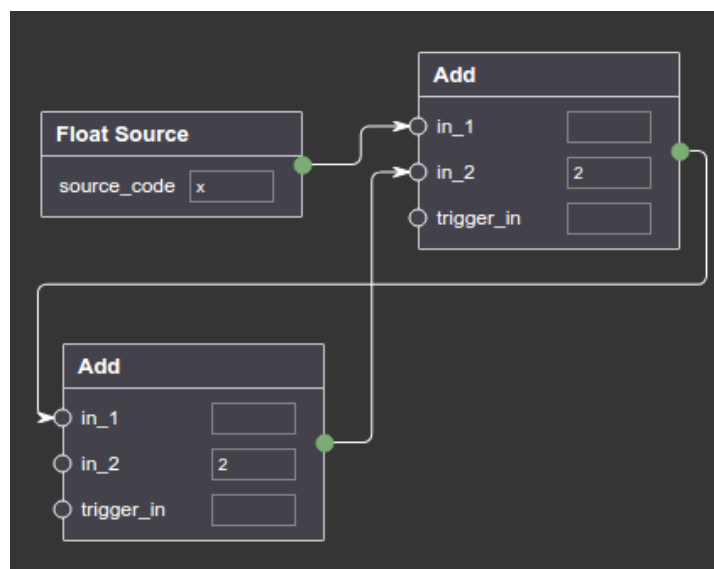 Add
in_1
in_2 2
trigger_in
Float Source
source_code x
Add
in_1
in_2 2
trigger_in